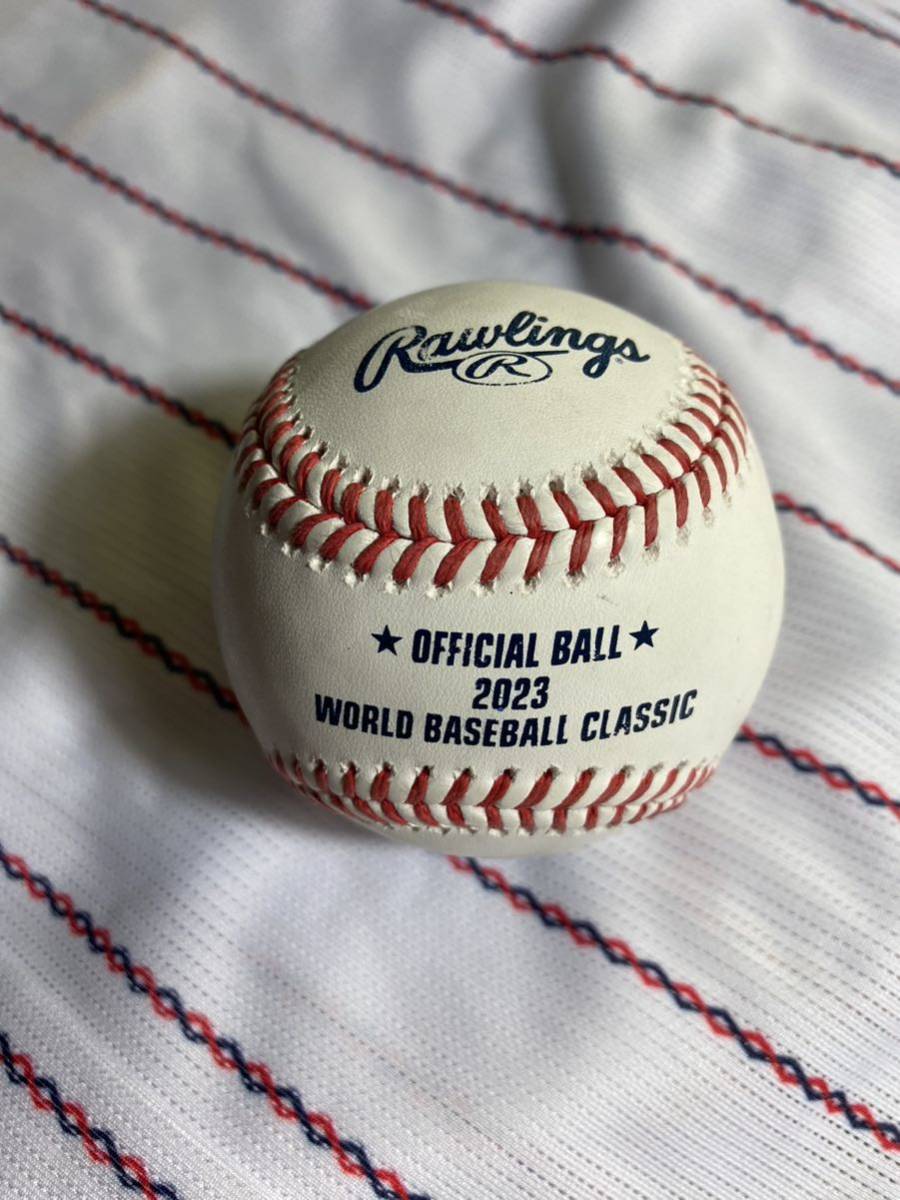 Rawlings
R
★ OFFICIAL BALL ★
2023
WORLD BASEBALL CLASSIC